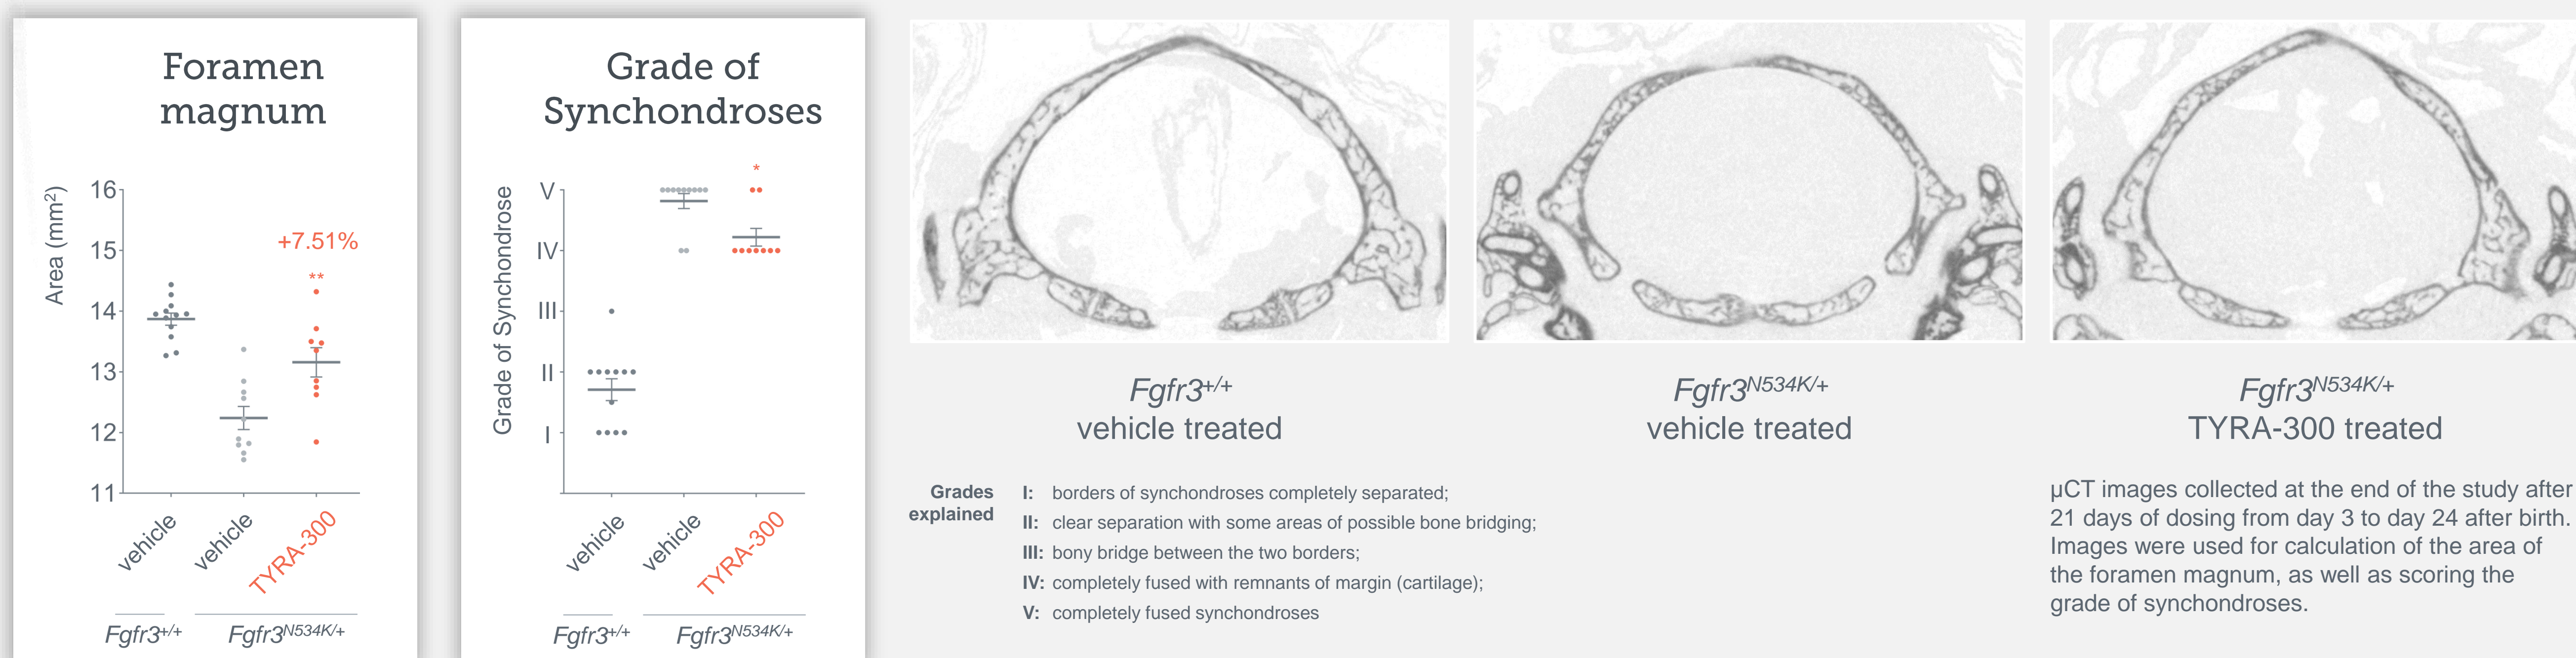 Foramen
magnum
Area (mm²)
16
15
14
13
12
11
+7.51%
**
vehicle
vehicle
TYRA-300
Fgfr3+/+
Fgfr3N534K/+
Grade of
Synchondroses
Grade of Synchondrose
V
IV
III
II
I
*
vehicle
vehicle
TYRA-300
Fgfr3+/+
Fgfr3N534K/+
Fgfr3+/+
vehicle treated
Fgfr3N534K/+
vehicle treated
Fgfr3N534K/+
TYRA-300 treated
Grades
explained
I: borders of synchondroses completely separated;
II: clear separation with some areas of possible bone bridging;
III: bony bridge between the two borders;
IV: completely fused with remnants of margin (cartilage);
V: completely fused synchondroses
µCT images collected at the end of the study after
21 days of dosing from day 3 to day 24 after birth.
Images were used for calculation of the area of
the foramen magnum, as well as scoring the
grade of synchondroses.